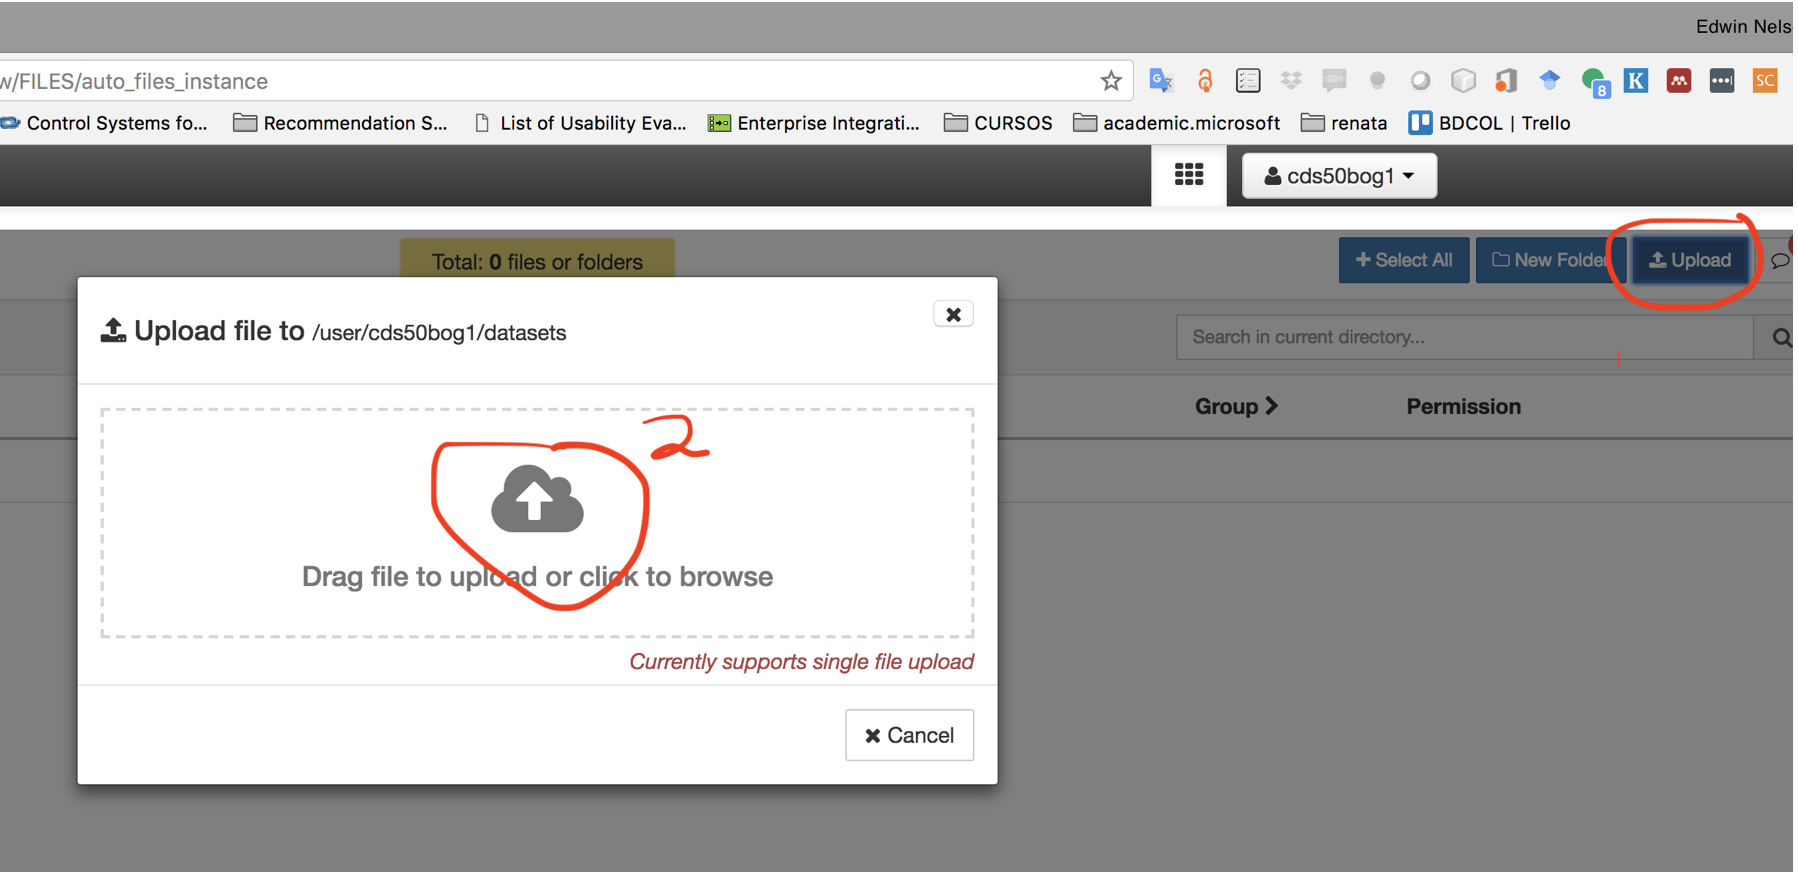 Edwin Nels
w/FILES/auto_files_instance
8
K
SC
Control Systems fo...
Recommendation S...
List of Usability Eva...
Enterprise Integrati...
CURSOS
academic.microsoft
renata
BDCOL | Trello
cds50bog1
Total: 0 files or folders
Select All
New Folder
Upload
Upload file to /user/cds50bog1/datasets
Search in current directory...
Group
Permission
2
Drag file to upload or click to browse
Currently supports single file upload
Cancel